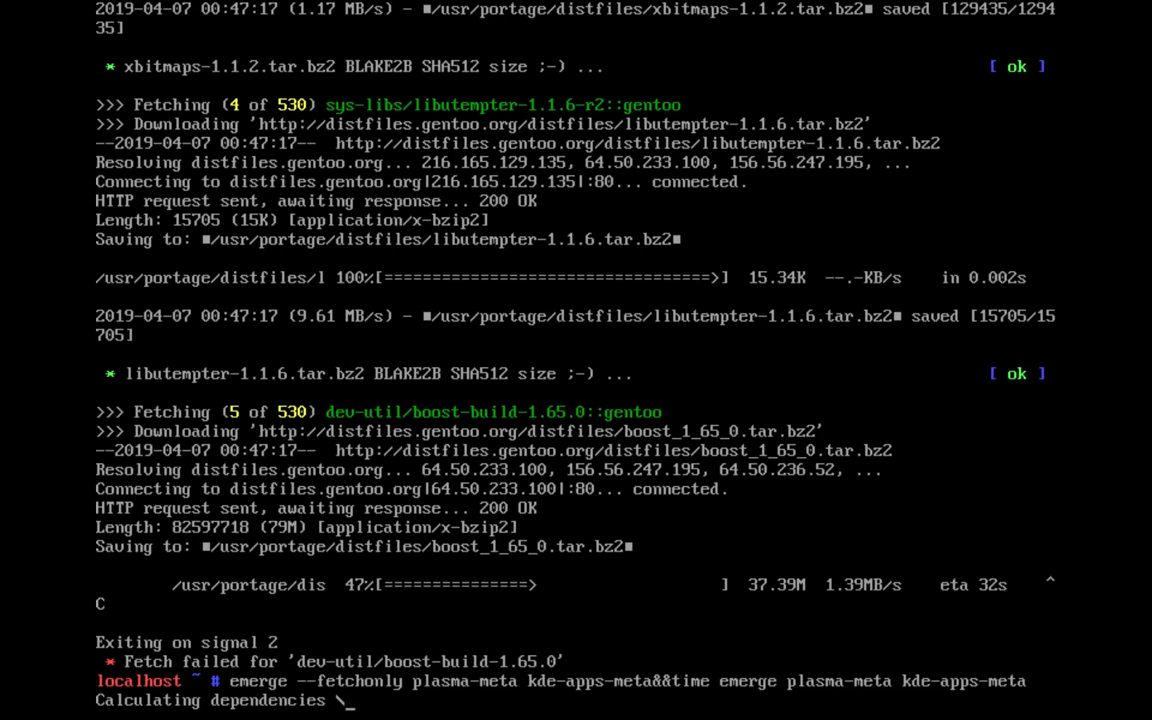 2019-04-07 00:47:17 (1.17 MB/s) - ■/usr/portage/distfiles/xbitmaps-1.1.2.tar.bz2■ saved [129435/1294
35]
* xbitmaps-1.1.2.tar.bz2 BLAKE2B SHA512 size ;-) ... [ ok ]
>>> Fetching (4 of 530) sys-libs/libutempter-1.1.6-r2::gentoo
>>> Downloading 'http://distfiles.gentoo.org/distfiles/libutempter-1.1.6.tar.bz2'
--2019-04-07 00:47:17-- http://distfiles.gentoo.org/distfiles/libutempter-1.1.6.tar.bz2
Resolving distfiles.gentoo.org... 216.165.129.135, 64.50.233.100, 156.56.247.195, ...
Connecting to distfiles.gentoo.org|216.165.129.135|:80... connected.
HTTP request sent, awaiting response... 200 OK
Length: 15705 (15K) [application/x-bzip2]
Saving to: ■/usr/portage/distfiles/libutempter-1.1.6.tar.bz2■
/usr/portage/distfiles/l 100%[==================================>] 15.34K --.-KB/s in 0.002s
2019-04-07 00:47:17 (9.61 MB/s) - ■/usr/portage/distfiles/libutempter-1.1.6.tar.bz2■ saved [15705/15
705]
* libutempter-1.1.6.tar.bz2 BLAKE2B SHA512 size ;-) ... [ ok ]
>>> Fetching (5 of 530) dev-util/boost-build-1.65.0::gentoo
>>> Downloading 'http://distfiles.gentoo.org/distfiles/boost_1_65_0.tar.bz2'
--2019-04-07 00:47:17-- http://distfiles.gentoo.org/distfiles/boost_1_65_0.tar.bz2
Resolving distfiles.gentoo.org... 64.50.233.100, 156.56.247.195, 64.50.236.52, ...
Connecting to distfiles.gentoo.org|64.50.233.100|:80... connected.
HTTP request sent, awaiting response... 200 OK
Length: 82597718 (79M) [application/x-bzip2]
Saving to: ■/usr/portage/distfiles/boost_1_65_0.tar.bz2■
/usr/portage/dis 47%[===============> ] 37.39M 1.39MB/s eta 32s ^
C
Exiting on signal 2
* Fetch failed for 'dev-util/boost-build-1.65.0'
localhost ~ # emerge --fetchonly plasma-meta kde-apps-meta&&time emerge plasma-meta kde-apps-meta
Calculating dependencies \_